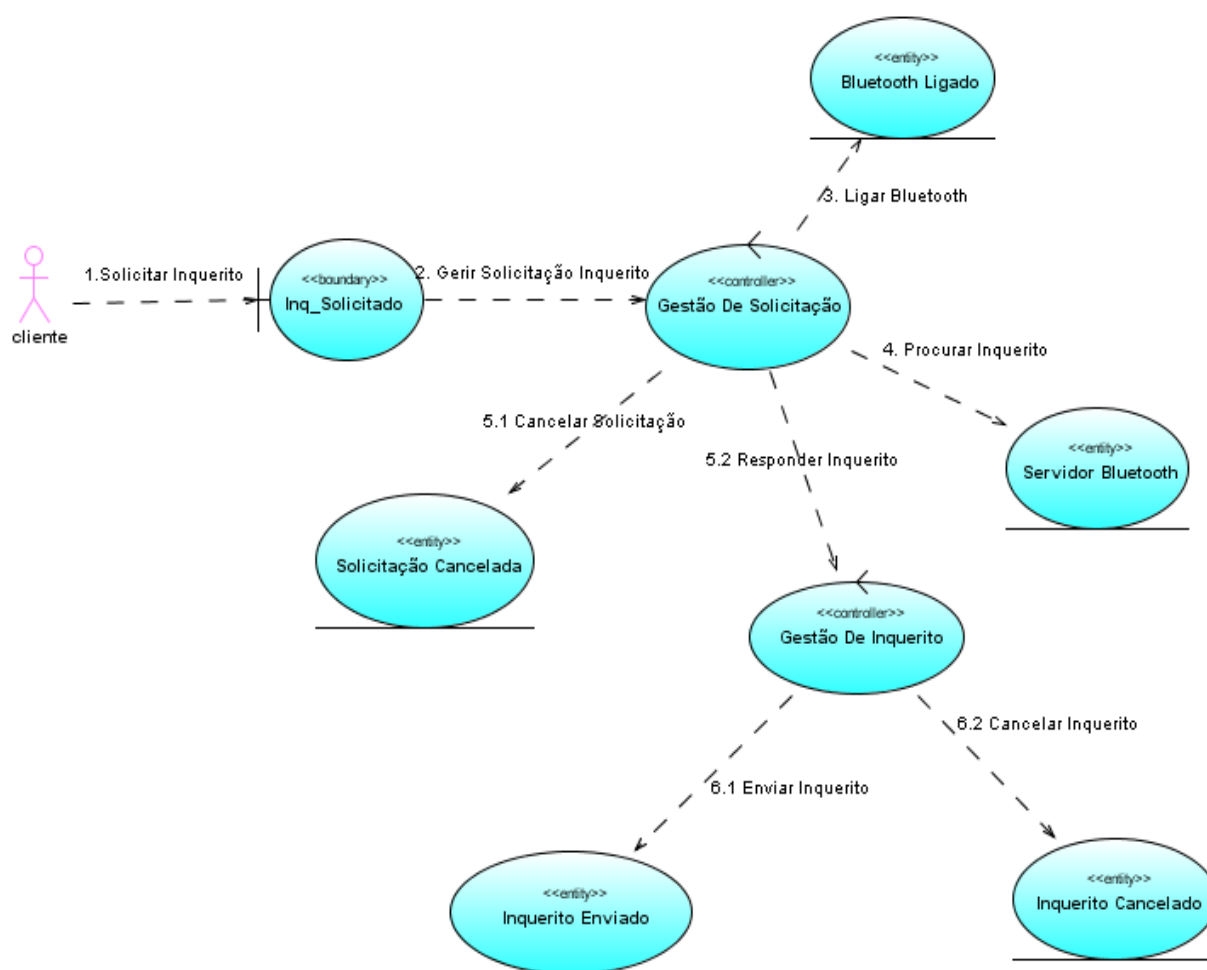 <<entity>>
Bluetooth Ligado
3. Ligar Bluetooth
1.Solicitar Inquerito
<<boundary>>
Inq_Solicitado
2. Gerir Solicitação Inquerito
<<controller>>
Gestão De Solicitação
cliente
4. Procurar Inquerito
5.1 Cancelar Solicitação
5.2 Responder Inquerito
<<entity>>
Servidor Bluetooth
<<entity>>
Solicitação Cancelada
<<controller>>
Gestão De Inquerito
6.2 Cancelar Inquerito
6.1 Enviar Inquerito
<<entity>>
Inquerito Enviado
<<entity>>
Inquerito Cancelado